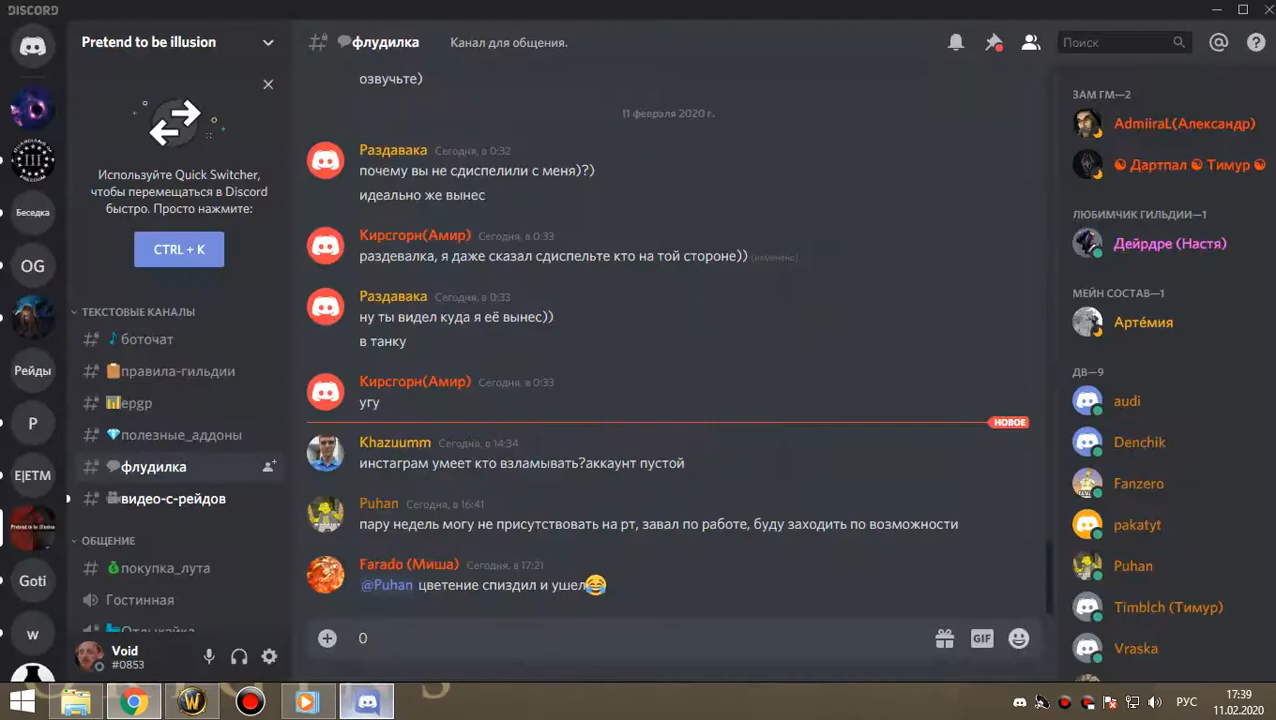 DISCORD
Pretend to be illusion
флудилка
Канал для общения.
Поиск
Используйте Quick Switcher,
чтобы перемещаться в Discord
быстро. Просто нажмите:
CTRL + K
ТЕКСТОВЫЕ КАНАЛЫ
боточат
правила-гильдии
epgp
полезные_аддоны
флудилка
видео-с-рейдов
ОБЩЕНИЕ
покупка_лута
Гостинная
Отдыхайка
Void
#0853
III
Беседка
OG
Рейды
P
E|ETM
Pretend to be illusion
Goti
w
озвучьте)
11 февраля 2020 г.
Раздавака Сегодня, в 0:32
почему вы не сдиспелили с меня)?)
идеально же вынес
Кирсгорн(Амир) Сегодня, в 0:33
раздевалка, я даже сказал сдиспельте кто на той стороне)) (изменено)
Раздавака Сегодня, в 0:33
ну ты видел куда я её вынес))
в танку
Кирсгорн(Амир) Сегодня, в 0:33
угу
НОВОЕ
Khazuumm Сегодня, в 14:34
инстаграм умеет кто взламывать?аккаунт пустой
Puhan Сегодня, в 16:41
пару недель могу не присутствовать на рт, завал по работе, буду заходить по возможности
Farado (Миша) Сегодня, в 17:21
@Puhan цветение спиздил и ушел😂
0
GIF
ЗАМ ГМ—2
AdmiiraL(Александр)
☯ Дартпал ☯ Тимур ☯
ЛЮБИМЧИК ГИЛЬДИИ—1
Дейрдре (Настя)
МЕЙН СОСТАВ—1
Артéмия
ДВ—9
audi
Denchik
Fanzero
pakatyt
Puhan
Timblch (Тимур)
Vraska
S
РУС
17:39
11.02.2020